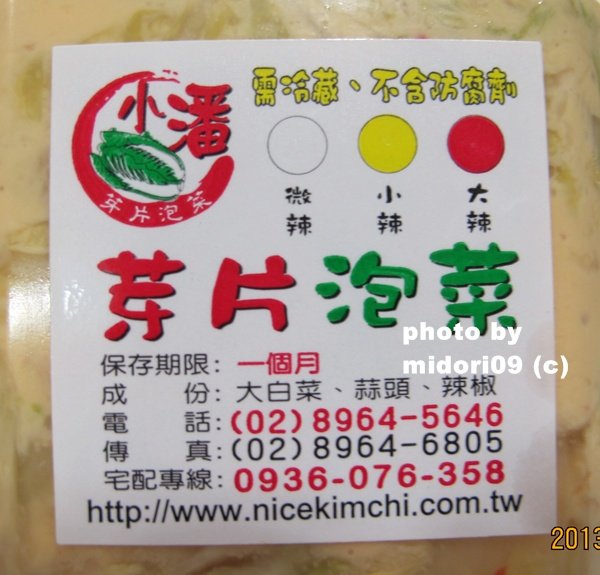 小潘
芽片泡菜
需冷藏、不含防腐劑
微辣
小辣
大辣
芽片泡菜
photo by
midori09 (c)
保存期限：一個月
成份：大白菜、蒜頭、辣椒
電話：(02)8964-5646
傳真：(02)8964-6805
宅配專線：0936-076-358
http://www.nicekimchi.com.tw
2013